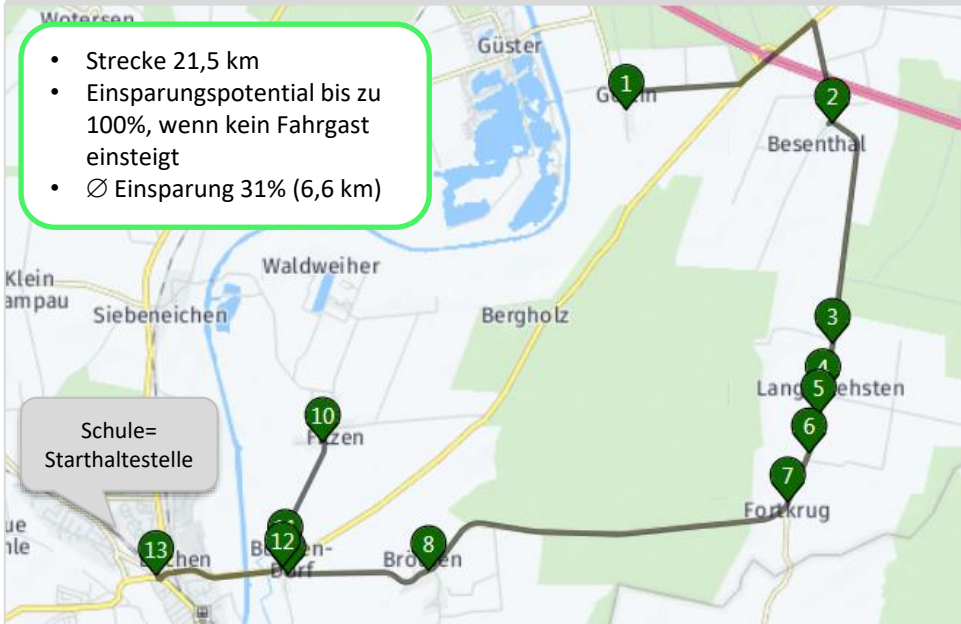 Wotersen
Güster
• Strecke 21,5 km
• Einsparungspotential bis zu
100%, wenn kein Fahrgast
einsteigt
• ∅ Einsparung 31% (6,6 km)
1
2
Besenthal
Klein
Waldweiher
Siebeneichen
Bergholz
3
4
5
6
7
Fortkrug
10
Schule=
Starthaltestelle
8
12
13